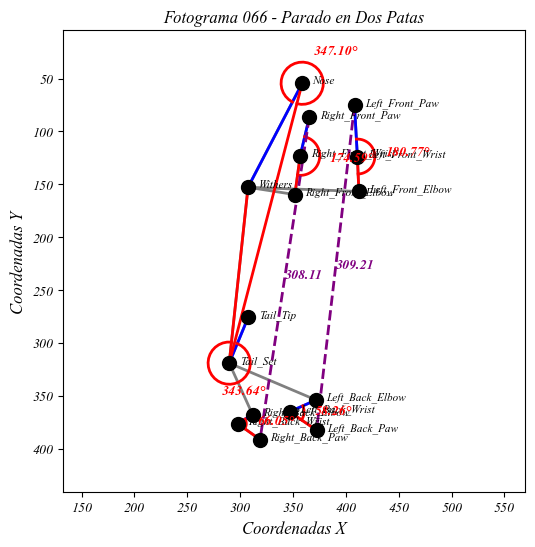 Fotograma 066 - Parado en Dos Patas
347.10°
Nose
Left_Front_Paw
Right_Front_Paw
180.77°
Left_Front_Wrist
Withers
Left_Front_Elbow
Right_Front_Elbow
309.21
308.11
Tail_Tip
Tail_Set
343.64°
Left_Back_Elbow
Left_Back_Paw
Right_Back_Paw
50
100
150
200
250
300
350
400
Coordenadas Y
150
200
250
300
350
400
450
500
550
Coordenadas X